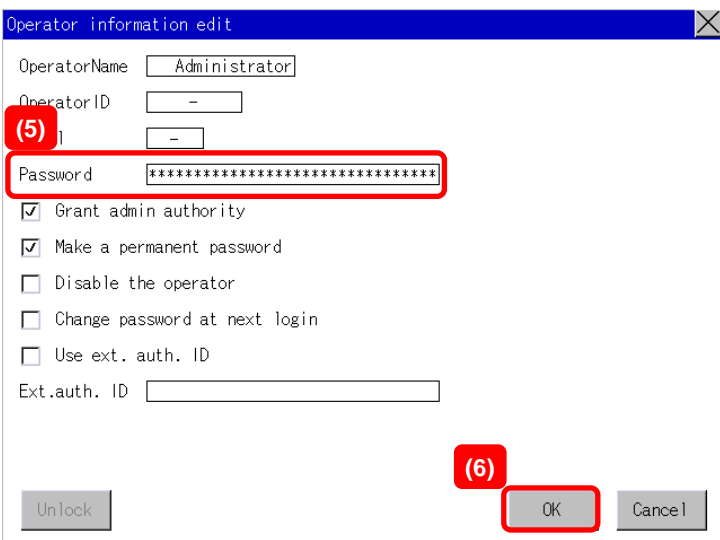 Operator information edit
OperatorName Administrator
OperatorID -
(5)
l -
Password ********************************
Grant admin authority
Make a permanent password
Disable the operator
Change password at next login
Use ext. auth. ID
Ext.auth. ID
(6)
Unlock OK Cancel